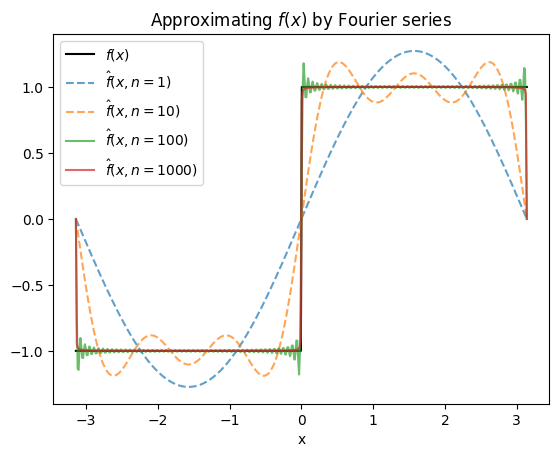 Approximating f(x) by Fourier series
f(x)
f̂(x, n = 1)
f̂(x, n = 10)
f̂(x, n = 100)
f̂(x, n = 1000)
1.0
0.5
0.0
−0.5
−1.0
−3 −2 −1 0 1 2 3
x